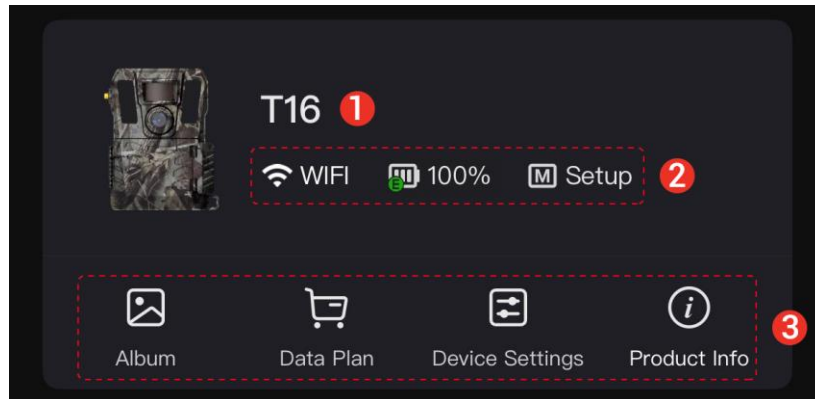 T16 1
WIFI E 100% M Setup 2
Album Data Plan Device Settings Product Info 3